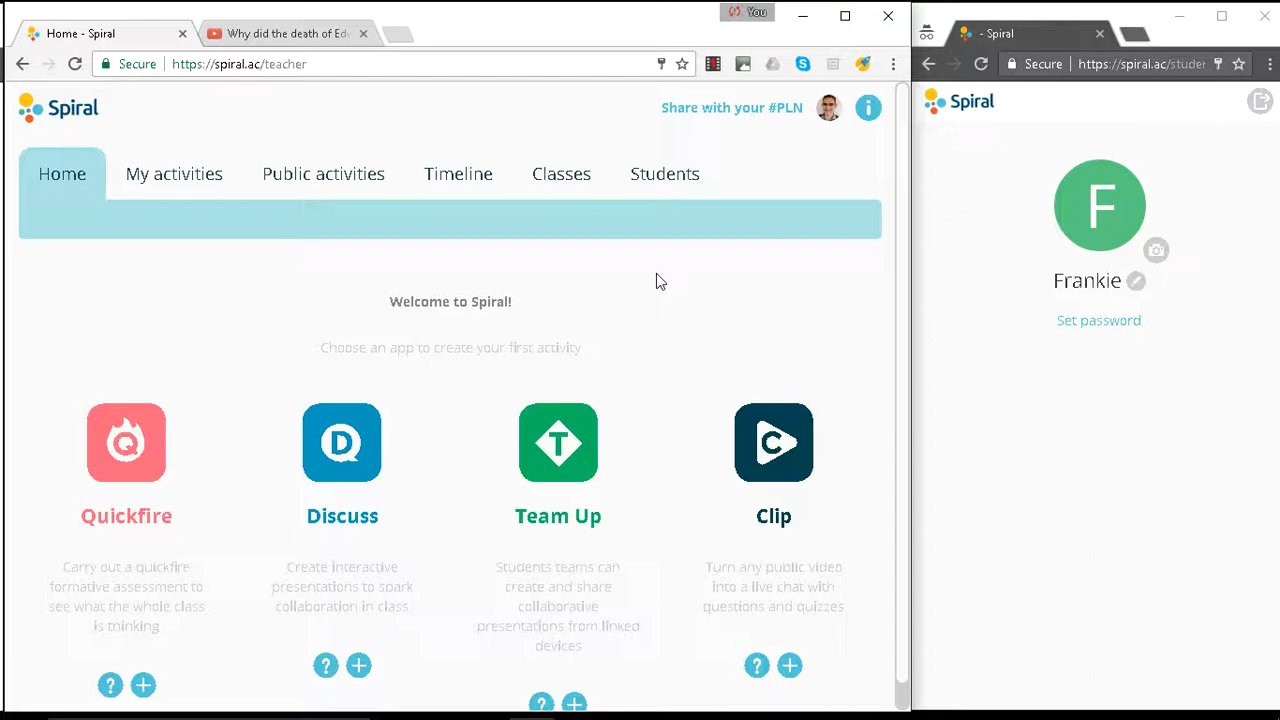 You
Home - Spiral
Why did the death of Edw
Secure
https://spiral.ac/teacher
Spiral
Share with your #PLN
i
Home
My activities
Public activities
Timeline
Classes
Students
Welcome to Spiral!
Choose an app to create your first activity
Q
D
T
C
Quickfire
Discuss
Team Up
Clip
Carry out a quickfire
formative assessment to
see what the whole class
is thinking
Create interactive
presentations to spark
collaboration in class
Students teams can
create and share
collaborative
presentations from linked
devices
Turn any public video
into a live chat with
questions and quizzes
?
+
?
+
?
+
?
+
- Spiral
Secure
https://spiral.ac/studer
Spiral
F
Frankie
Set password